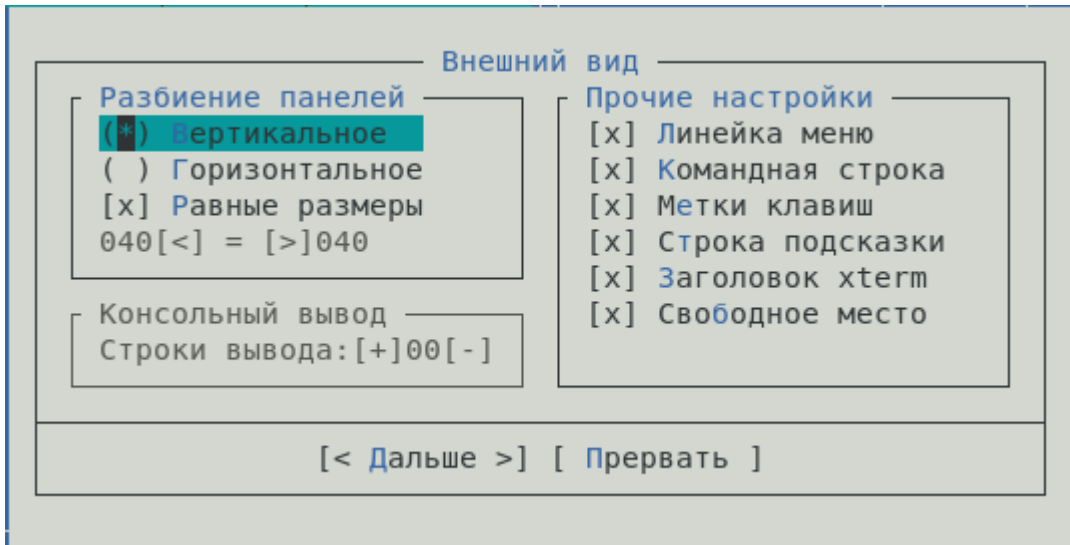 Внешний вид
Разбиение панелей
(*) Вертикальное
( ) Горизонтальное
[x] Равные размеры
040[<] = [>]040
Консольный вывод
Строки вывода:[+]00[-]
Прочие настройки
[x] Линейка меню
[x] Командная строка
[x] Метки клавиш
[x] Строка подсказки
[x] Заголовок xterm
[x] Свободное место
[< Дальше >] [ Прервать ]